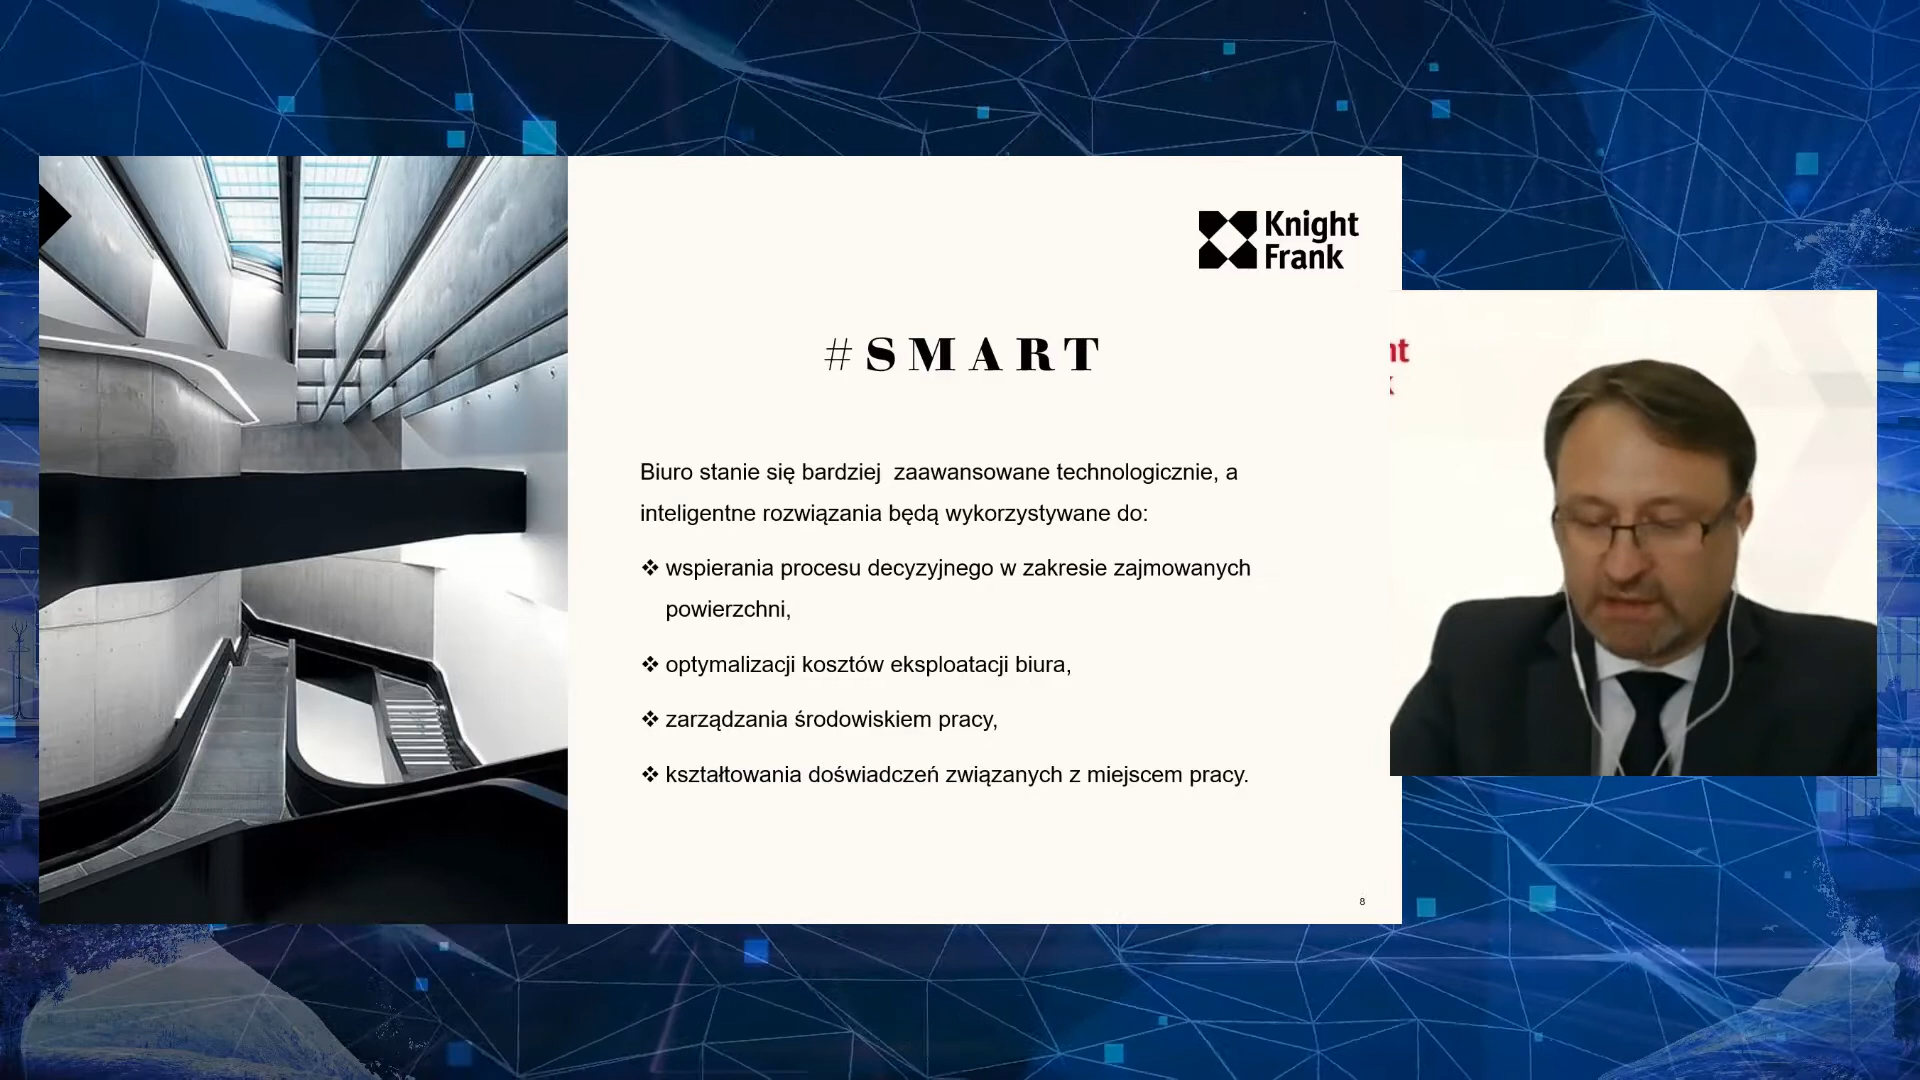 Knight
Frank
#SMART
Biuro stanie się bardziej  zaawansowane technologicznie, a
inteligentne rozwiązania będą wykorzystywane do:
❖ wspierania procesu decyzyjnego w zakresie zajmowanych
powierzchni,
❖ optymalizacji kosztów eksploatacji biura,
❖ zarządzania środowiskiem pracy,
❖ kształtowania doświadczeń związanych z miejscem pracy.
8
ht
k